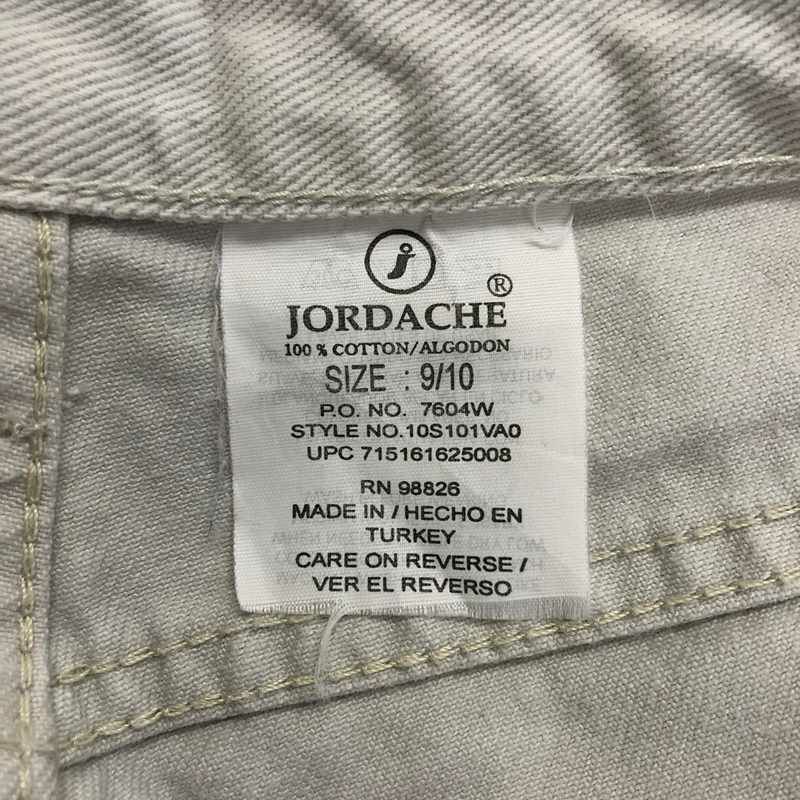 j
JORDACHE®
100 % COTTON/ALGODON
SIZE : 9/10
P.O. NO. 7604W
STYLE NO.10S101VA0
UPC 715161625008
RN 98826
MADE IN / HECHO EN
TURKEY
CARE ON REVERSE /
VER EL REVERSO